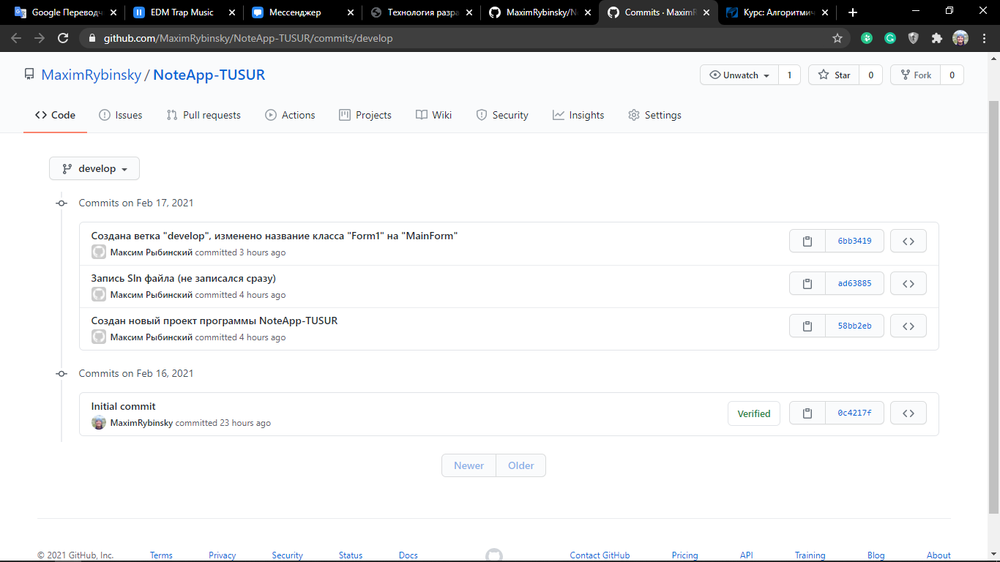 Google Переводч
EDM Trap Music
Мессенджер
Технология разра
MaximRybinsky/N
Commits · MaximR
Курс: Алгоритмич
github.com/MaximRybinsky/NoteApp-TUSUR/commits/develop
MaximRybinsky / NoteApp-TUSUR
Unwatch 1
Star 0
Fork 0
Code
Issues
Pull requests
Actions
Projects
Wiki
Security
Insights
Settings
develop
Commits on Feb 17, 2021
Создана ветка "develop", изменено название класса "Form1" на "MainForm"
6bb3419
Максим Рыбинский committed 3 hours ago
Запись Sln файла (не записался сразу)
ad63885
Максим Рыбинский committed 4 hours ago
Создан новый проект программы NoteApp-TUSUR
58bb2eb
Максим Рыбинский committed 4 hours ago
Commits on Feb 16, 2021
Initial commit
Verified
0c4217f
MaximRybinsky committed 23 hours ago
Newer
Older
© 2021 GitHub, Inc.
Terms
Privacy
Security
Status
Docs
Contact GitHub
Pricing
API
Training
Blog
About